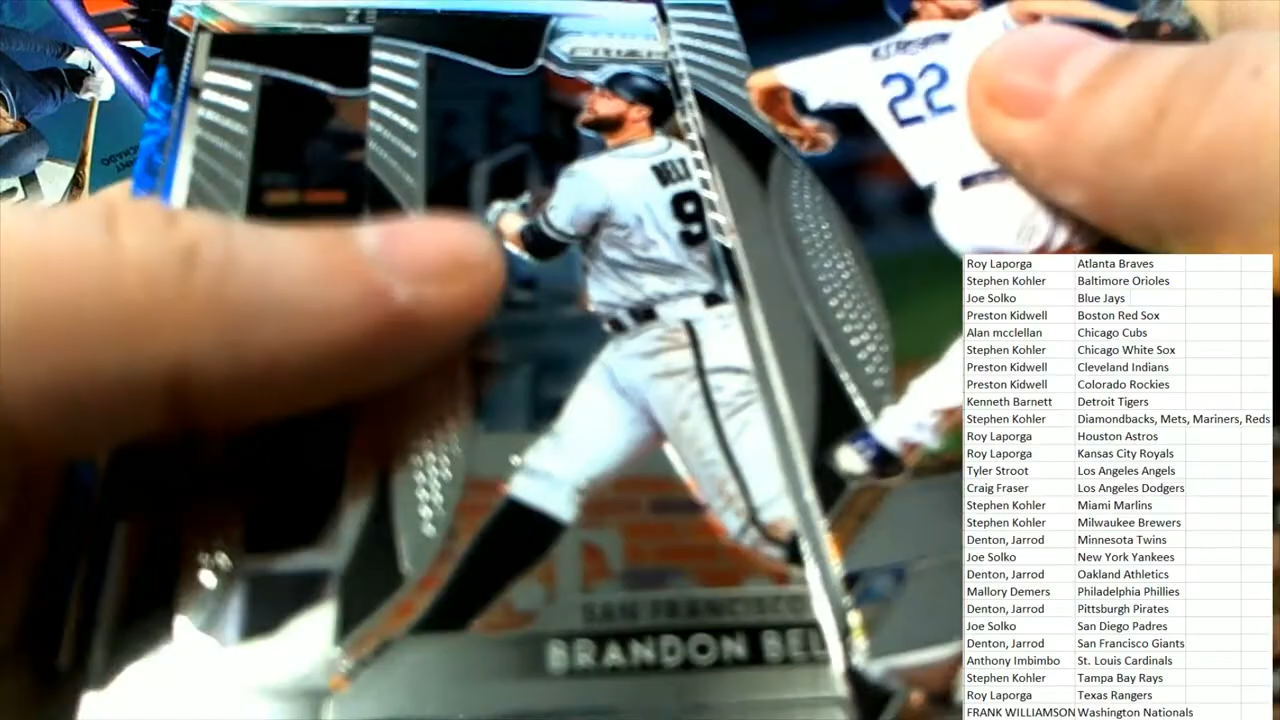 PRIZM
KERSHAW
22
BELT
9
SAN FRANCISCO
BRANDON BEL
Roy Laporga Atlanta Braves
Stephen Kohler Baltimore Orioles
Joe Solko Blue Jays
Preston Kidwell Boston Red Sox
Alan mcclellan Chicago Cubs
Stephen Kohler Chicago White Sox
Preston Kidwell Cleveland Indians
Preston Kidwell Colorado Rockies
Kenneth Barnett Detroit Tigers
Stephen Kohler Diamondbacks, Mets, Mariners, Reds
Roy Laporga Houston Astros
Roy Laporga Kansas City Royals
Tyler Stroot Los Angeles Angels
Craig Fraser Los Angeles Dodgers
Stephen Kohler Miami Marlins
Stephen Kohler Milwaukee Brewers
Denton, Jarrod Minnesota Twins
Joe Solko New York Yankees
Denton, Jarrod Oakland Athletics
Mallory Demers Philadelphia Phillies
Denton, Jarrod Pittsburgh Pirates
Joe Solko San Diego Padres
Denton, Jarrod San Francisco Giants
Anthony Imbimbo St. Louis Cardinals
Stephen Kohler Tampa Bay Rays
Roy Laporga Texas Rangers
FRANK WILLIAMSON Washington Nationals